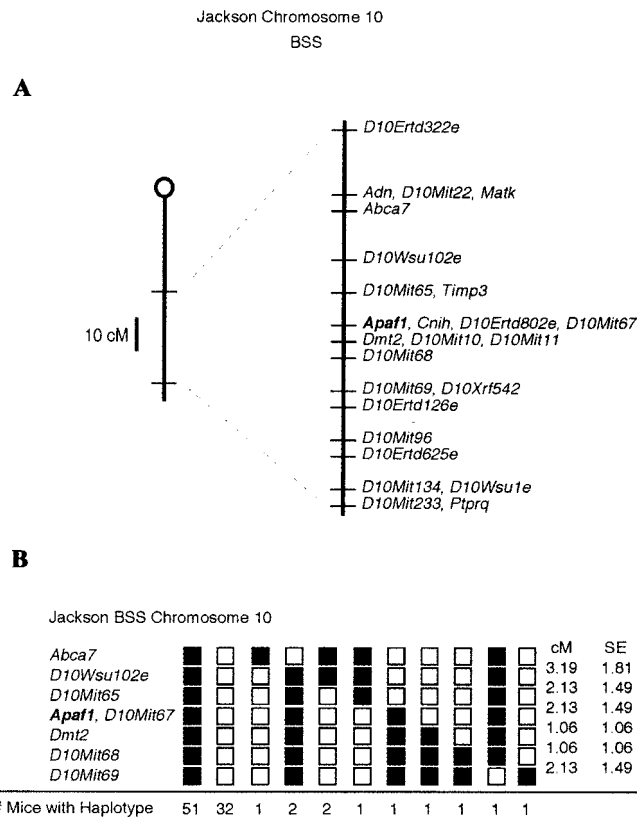 Jackson Chromosome 10
BSS
A
D10Ertd322e
Adn, D10Mit22, Matk
Abca7
D10Wsu102e
D10Mit65, Timp3
10 cM
Apaf1, Cnih, D10Ertd802e, D10Mit67
Dmt2, D10Mit10, D10Mit11
D10Mit68
D10Mit69, D10Xrf542
D10Ertd126e
D10Mit96
D10Ertd625e
D10Mit134, D10Wsu1e
D10Mit233, Ptprq
B
Jackson BSS Chromosome 10
cM SE
Abca7
3.19 1.81
D10Wsu102e
2.13 1.49
D10Mit65
2.13 1.49
Apaf1, D10Mit67
1.06 1.06
Dmt2
1.06 1.06
D10Mit68
2.13 1.49
D10Mit69
# Mice with Haplotype 51 32 1 2 2 1 1 1 1 1 1